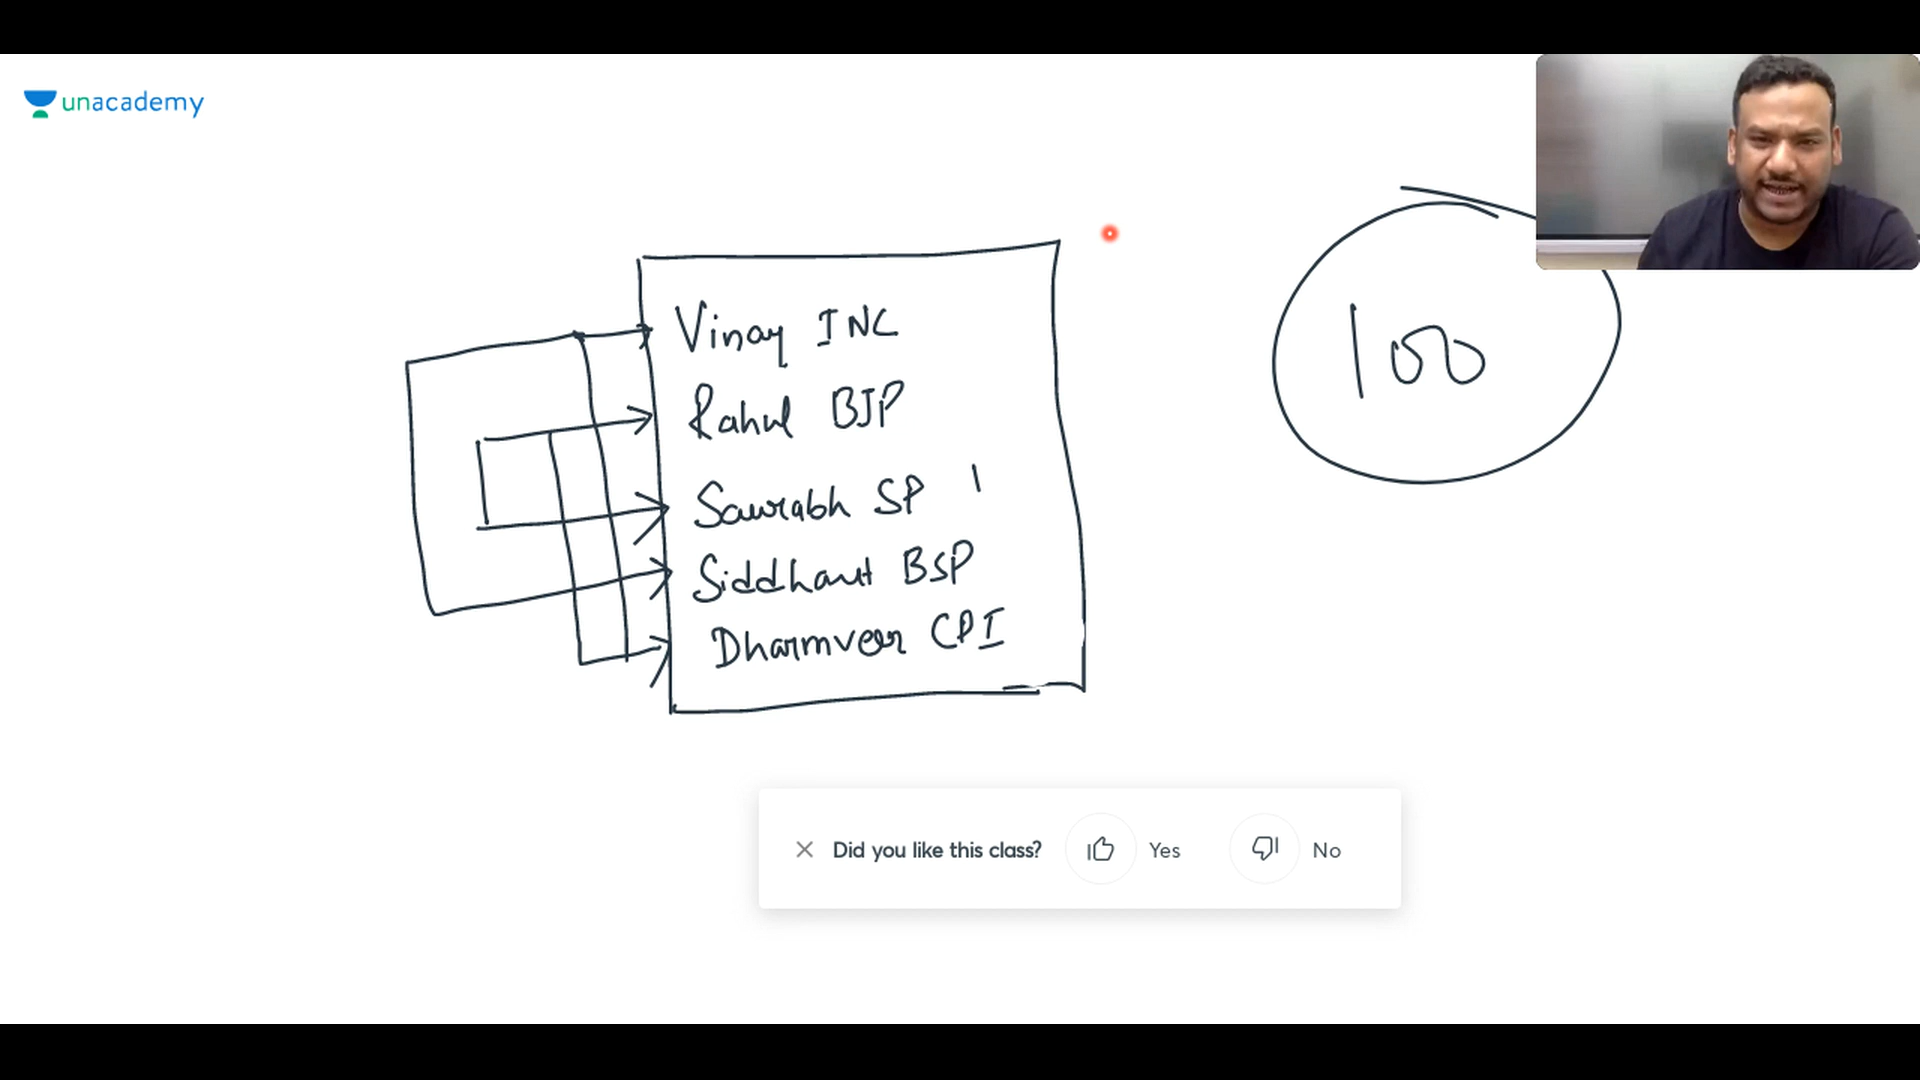 unacademy
Vinay INC
Rahul BJP
Saurabh SP
Siddhant BSP
Dharmveer CPI
100
Did you like this class?
Yes
No